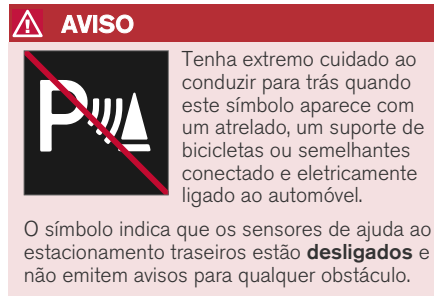 AVISO
P
Tenha extremo cuidado ao
conduzir para trás quando
este símbolo aparece com
um atrelado, um suporte de
bicicletas ou semelhantes
conectado e eletricamente
ligado ao automóvel.
O símbolo indica que os sensores de ajuda ao
estacionamento traseiros estão desligados e
não emitem avisos para qualquer obstáculo.